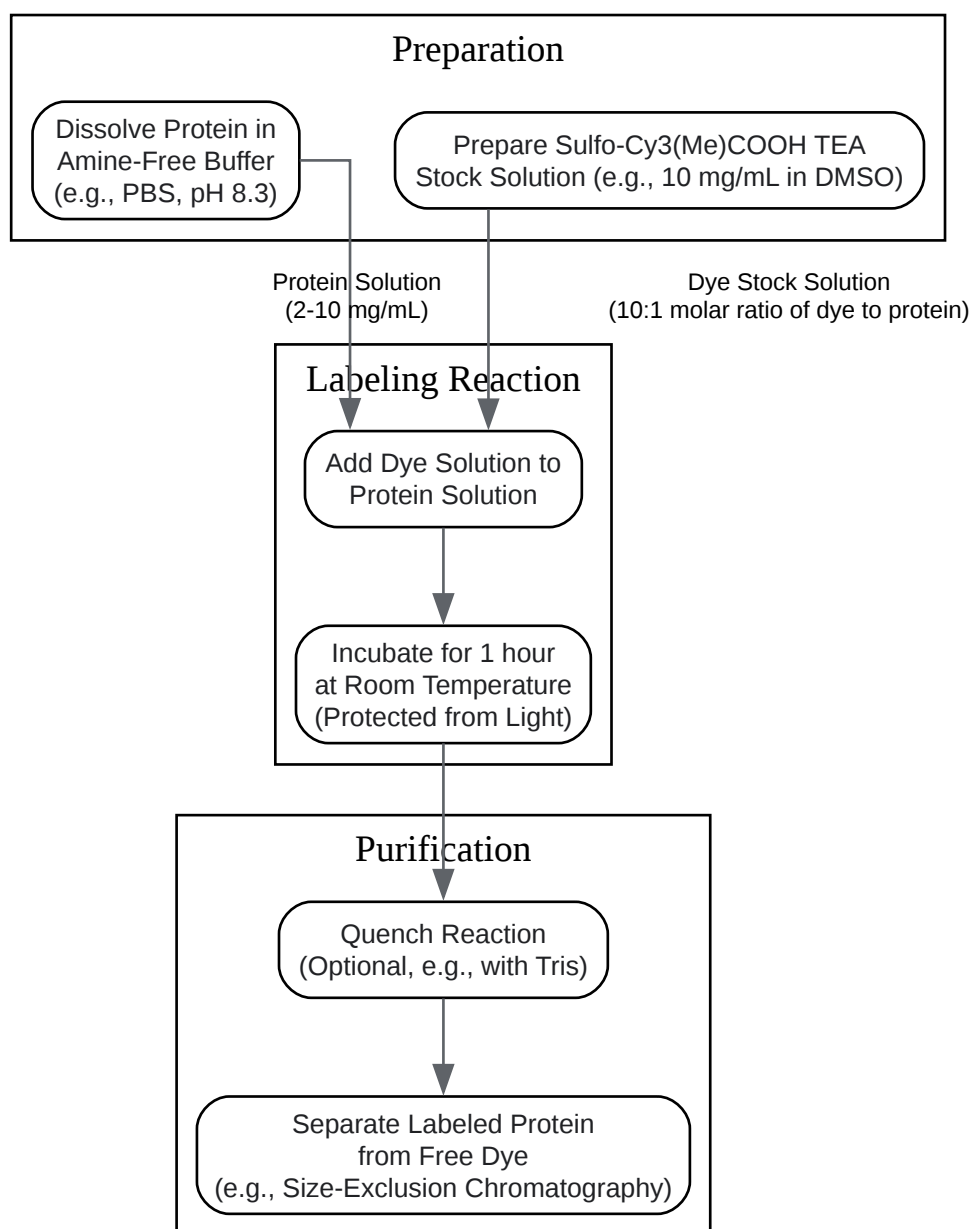 Preparation
Dissolve Protein in
Amine-Free Buffer
(e.g., PBS, pH 8.3)
Prepare Sulfo-Cy3(Me)COOH TEA
Stock Solution (e.g., 10 mg/mL in DMSO)
Protein Solution
(2-10 mg/mL)
Dye Stock Solution
(10:1 molar ratio of dye to protein)
Labeling Reaction
Add Dye Solution to
Protein Solution
Incubate for 1 hour
at Room Temperature
(Protected from Light)
Purification
Quench Reaction
(Optional, e.g., with Tris)
Separate Labeled Protein
from Free Dye
(e.g., Size-Exclusion Chromatography)